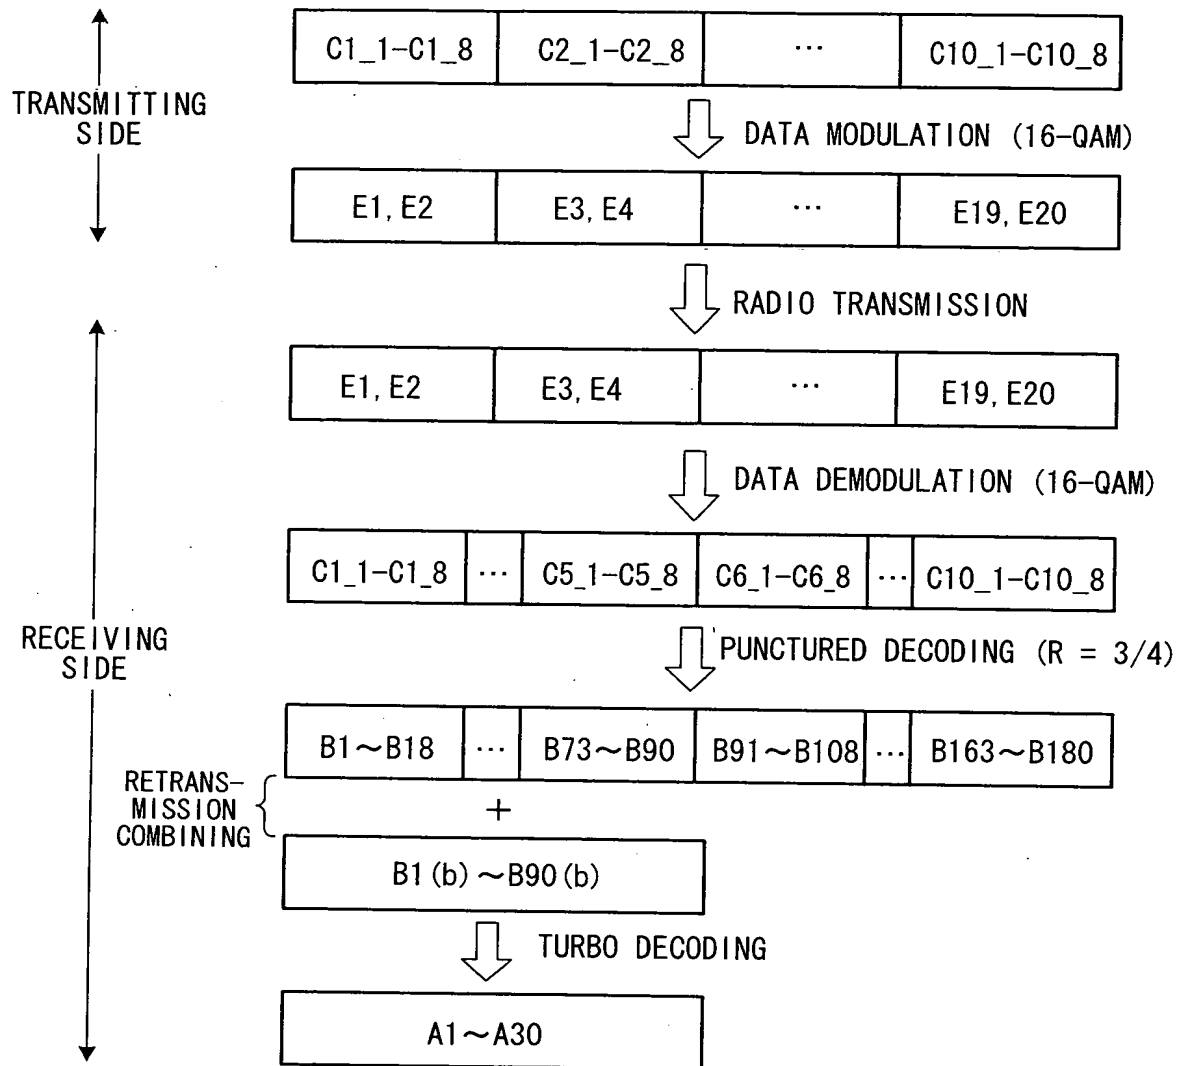 C1_1-C1_8 C2_1-C2_8 ... C10_1-C10_8
TRANSMITTING
SIDE
DATA MODULATION (16-QAM)
E1, E2 E3, E4 ... E19, E20
RADIO TRANSMISSION
E1, E2 E3, E4 ... E19, E20
DATA DEMODULATION (16-QAM)
C1_1-C1_8 ... C5_1-C5_8 C6_1-C6_8 ... C10_1-C10_8
RECEIVING
SIDE
PUNCTURED DECODING (R = 3/4)
B1~B18 ... B73~B90 B91~B108 ... B163~B180
RETRANS-
MISSION
COMBINING
+
B1(b)~B90(b)
TURBO DECODING
A1~A30